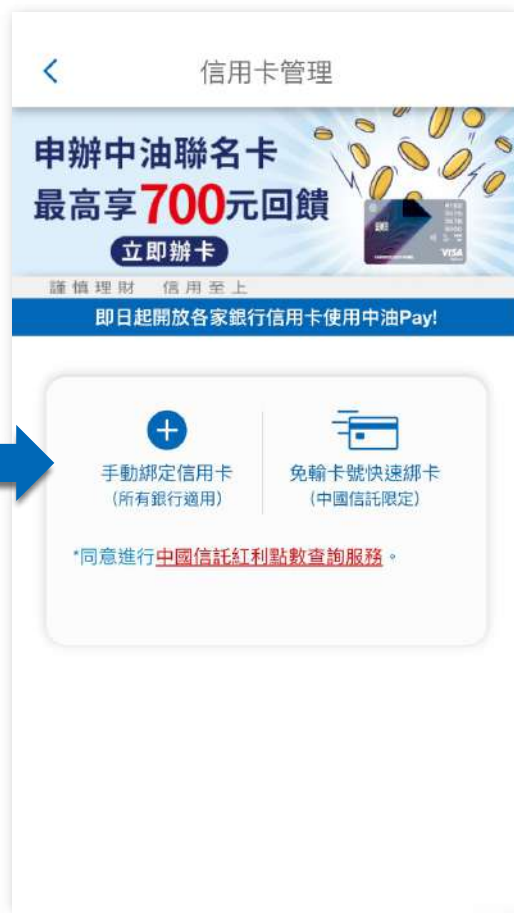 信用卡管理
申辦中油聯名卡
最高享700元回饋
立即辦卡
VISA
謹慎理財 信用至上
即日起開放各家銀行信用卡使用中油Pay!
手動綁定信用卡
(所有銀行適用)
免輸卡號快速綁卡
(中國信託限定)
*同意進行中國信託紅利點數查詢服務。